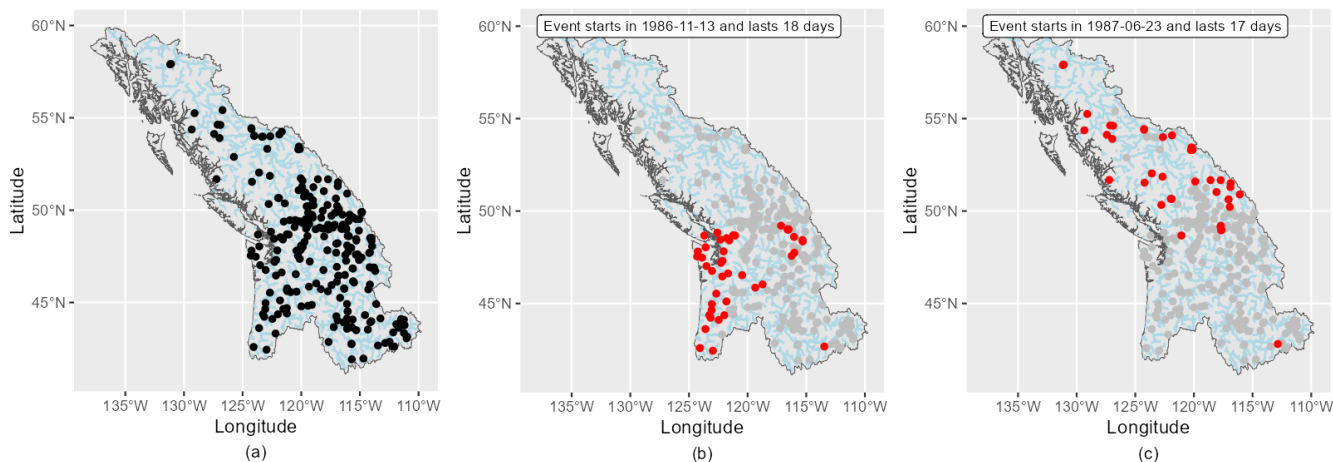 60°N
55°N
50°N
45°N
Latitude
135°W 130°W 125°W 120°W 115°W 110°W
Longitude
(a)
Event starts in 1986-11-13 and lasts 18 days
60°N
55°N
50°N
45°N
Latitude
135°W 130°W 125°W 120°W 115°W 110°W
Longitude
(b)
Event starts in 1987-06-23 and lasts 17 days
60°N
55°N
50°N
45°N
Latitude
135°W 130°W 125°W 120°W 115°W 110°W
Longitude
(c)